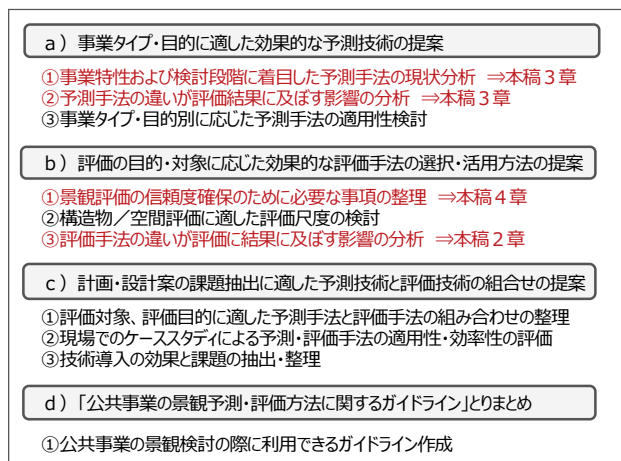 a）事業タイプ・目的に適した効果的な予測技術の提案
①事業特性および検討段階に着目した予測手法の現状分析 ⇒本稿３章
②予測手法の違いが評価結果に及ぼす影響の分析 ⇒本稿３章
③事業タイプ・目的別に応じた予測手法の適用性検討
b）評価の目的・対象に応じた効果的な評価手法の選択・活用方法の提案
①景観評価の信頼度確保のために必要な事項の整理 ⇒本稿４章
②構造物／空間評価に適した評価尺度の検討
③評価手法の違いが評価に結果に及ぼす影響の分析 ⇒本稿２章
c）計画・設計案の課題抽出に適した予測技術と評価技術の組合せの提案
①評価対象、評価目的に適した予測手法と評価手法の組み合わせの整理
②現場でのケーススタディによる予測・評価手法の適用性・効率性の評価
③技術導入の効果と課題の抽出・整理
d）「公共事業の景観予測・評価方法に関するガイドライン」とりまとめ
①公共事業の景観検討の際に利用できるガイドライン作成